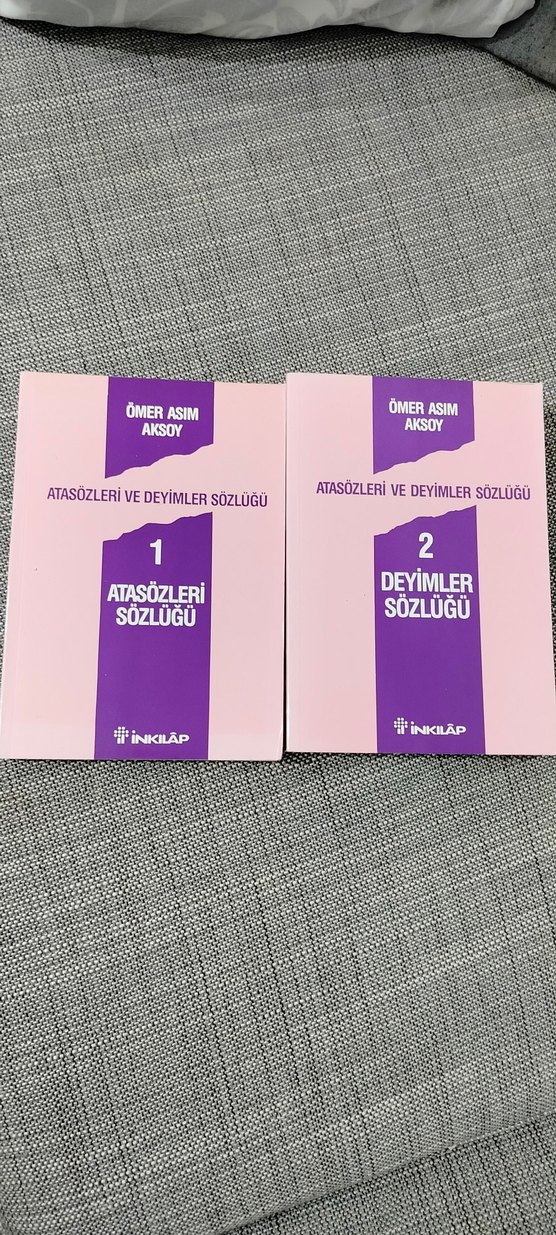 ÖMER ASIM
AKSOY
ATASÖZLERİ VE DEYİMLER SÖZLÜĞÜ
1
ATASÖZLERİ
SÖZLÜĞÜ
İNKILÂP
ÖMER ASIM
AKSOY
ATASÖZLERİ VE DEYİMLER SÖZLÜĞÜ
2
DEYİMLER
SÖZLÜĞÜ
İNKILÂP